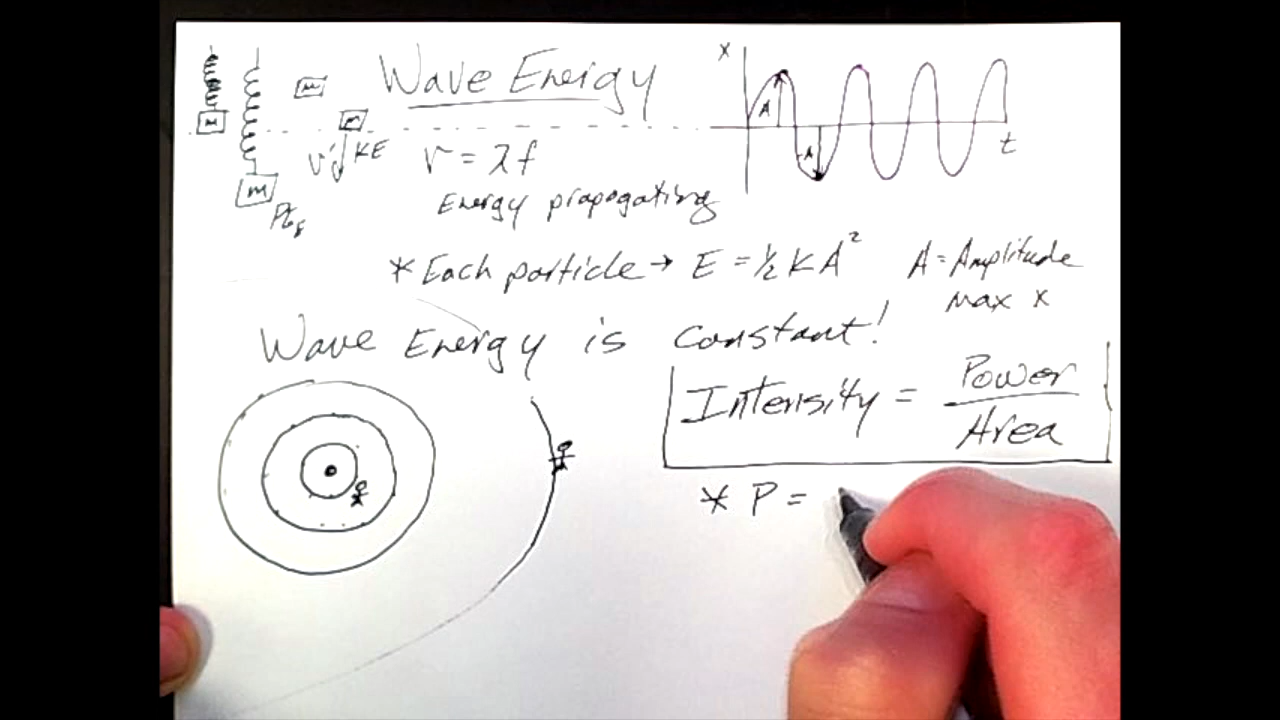 Wave Energy
x
A
-A
t
M
m
M
m
v
KE
PEs
v = λf
Energy propogating
* Each particle → E = ½ K A²
A = Amplitude
max x
Wave Energy is constant!
Intensity = Power
Area
* P =